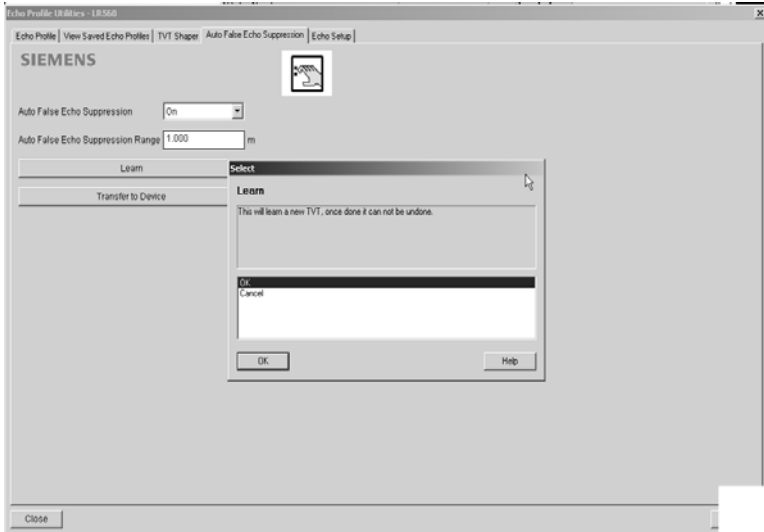 Echo Profile Utilities - LR560
Echo Profile View Saved Echo Profiles TVT Shaper Auto False Echo Suppression Echo Setup
SIEMENS
Auto False Echo Suppression On
Auto False Echo Suppression Range 1.000 m
Learn
Transfer to Device
Select
Learn
This will learn a new TVT, once done it can not be undone.
OK
Cancel
OK Help
Close